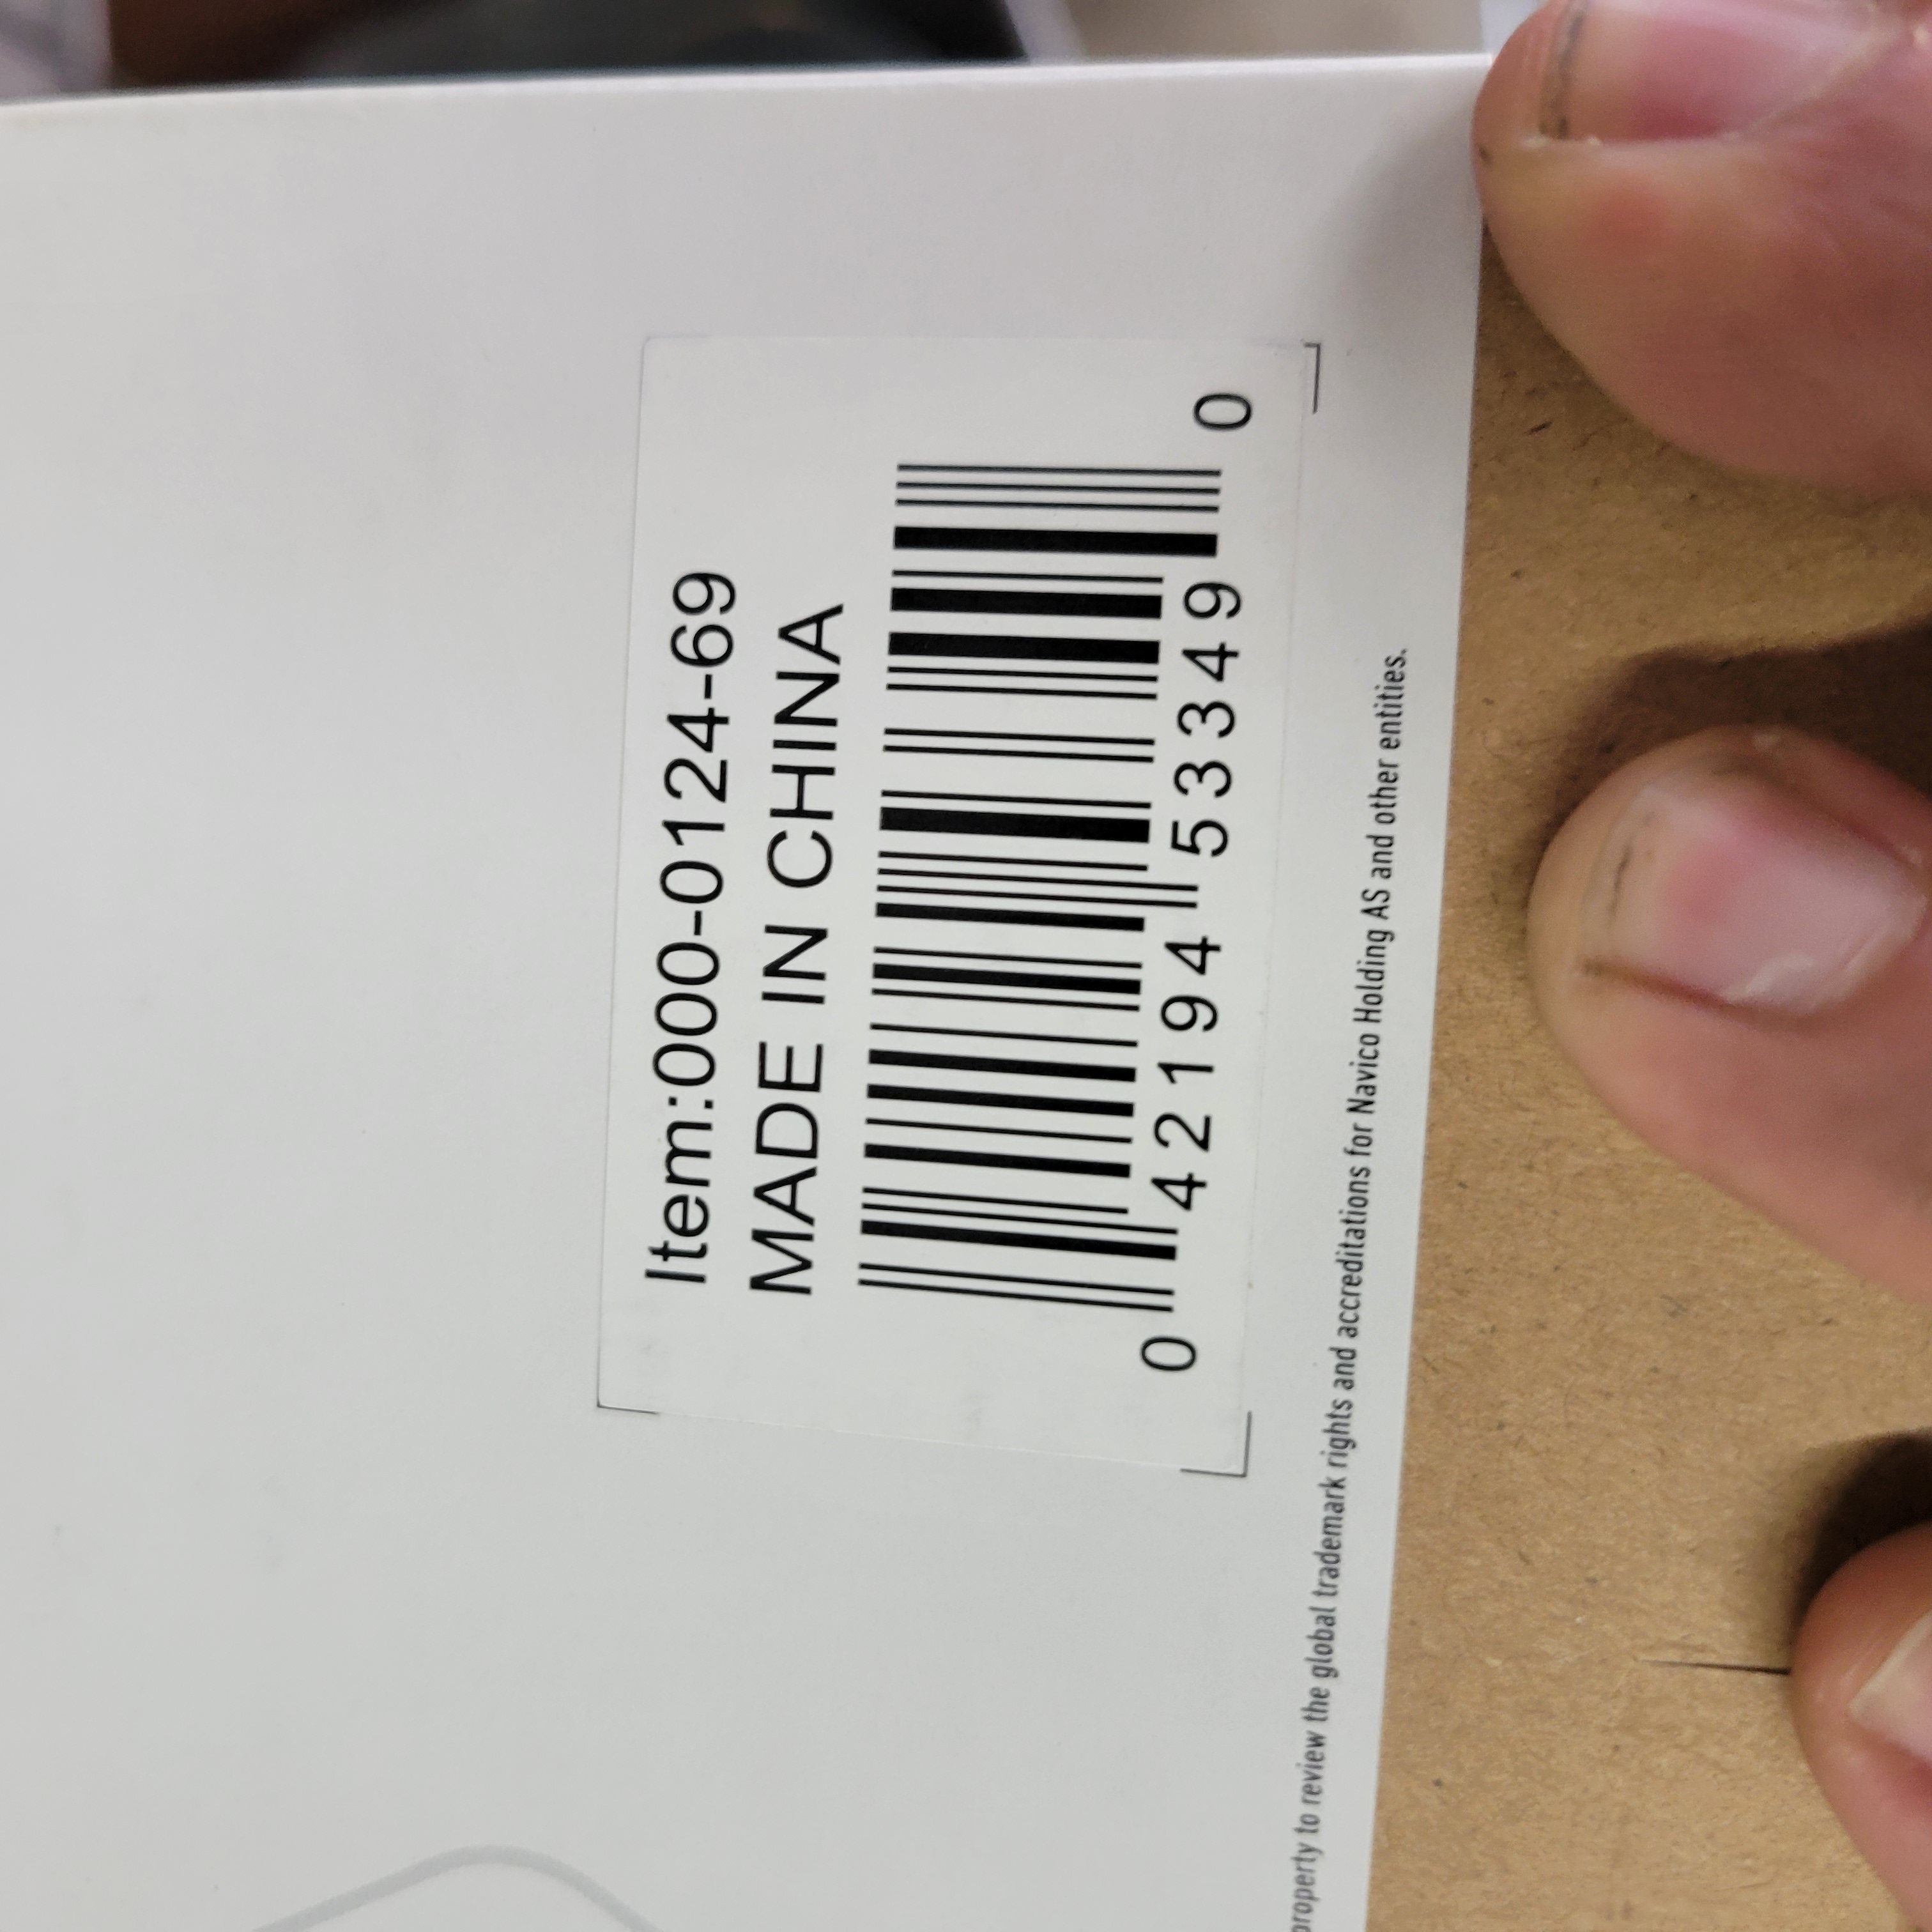 Item:000-0124-69
MADE IN CHINA
0 42194 53349 0
property to review the global trademark rights and accreditations for Navico Holding AS and other entities.